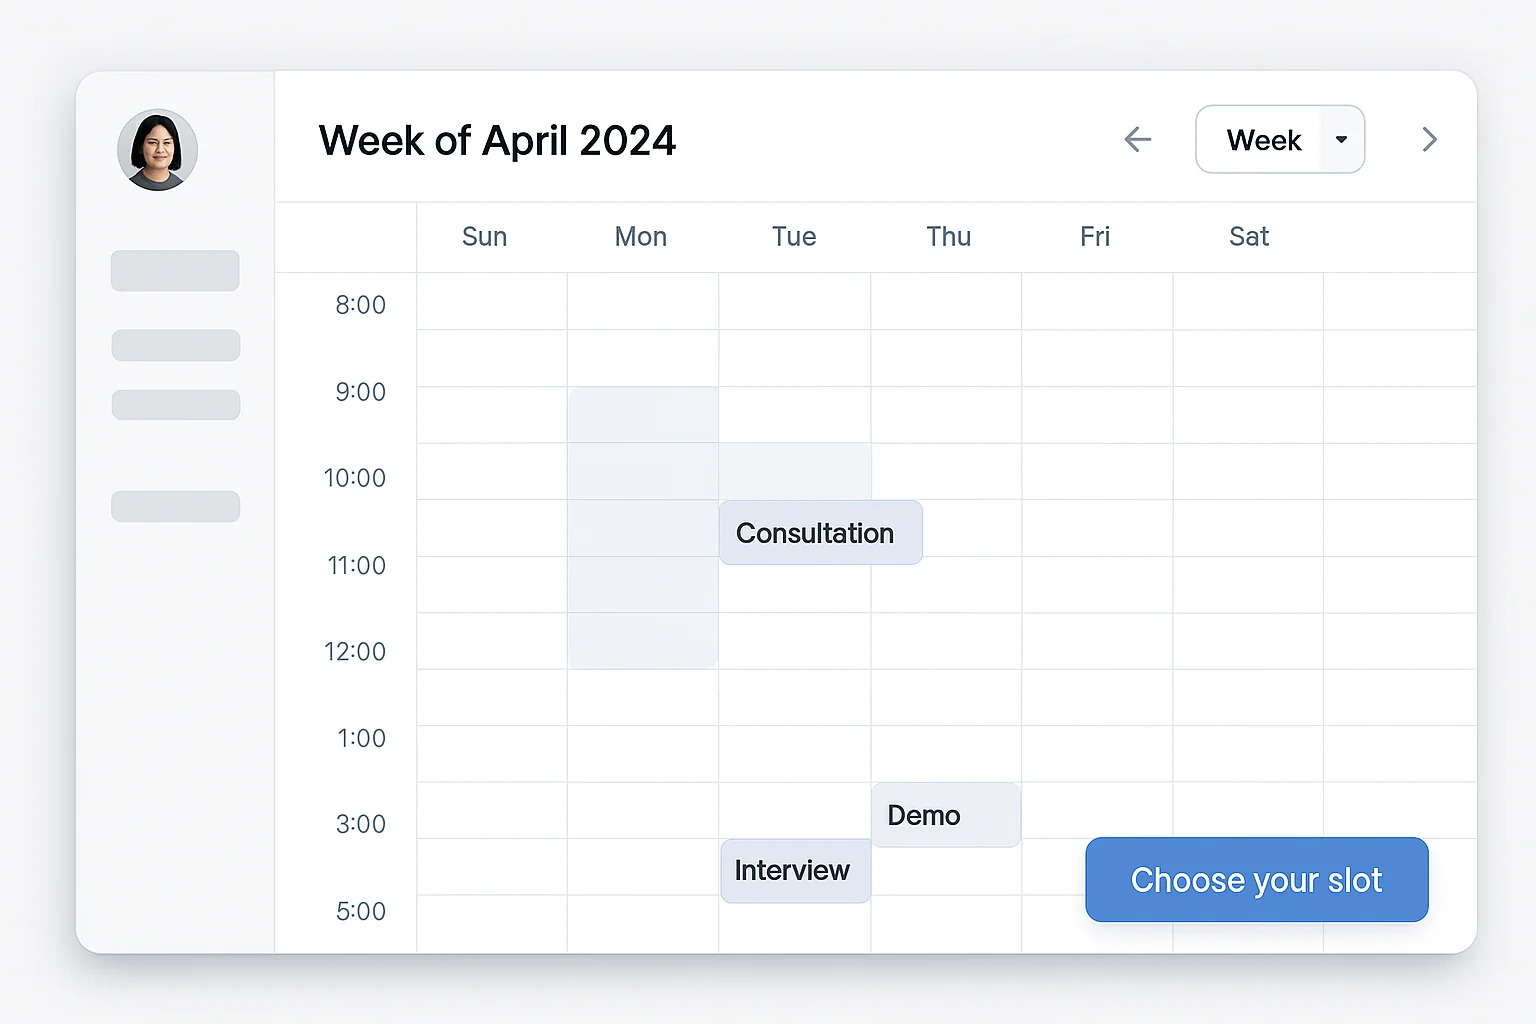 Week of April 2024
Week
Sun Mon Tue Thu Fri Sat
8:00
9:00
10:00
Consultation
11:00
12:00
1:00
Demo
3:00
Interview
Choose your slot
5:00